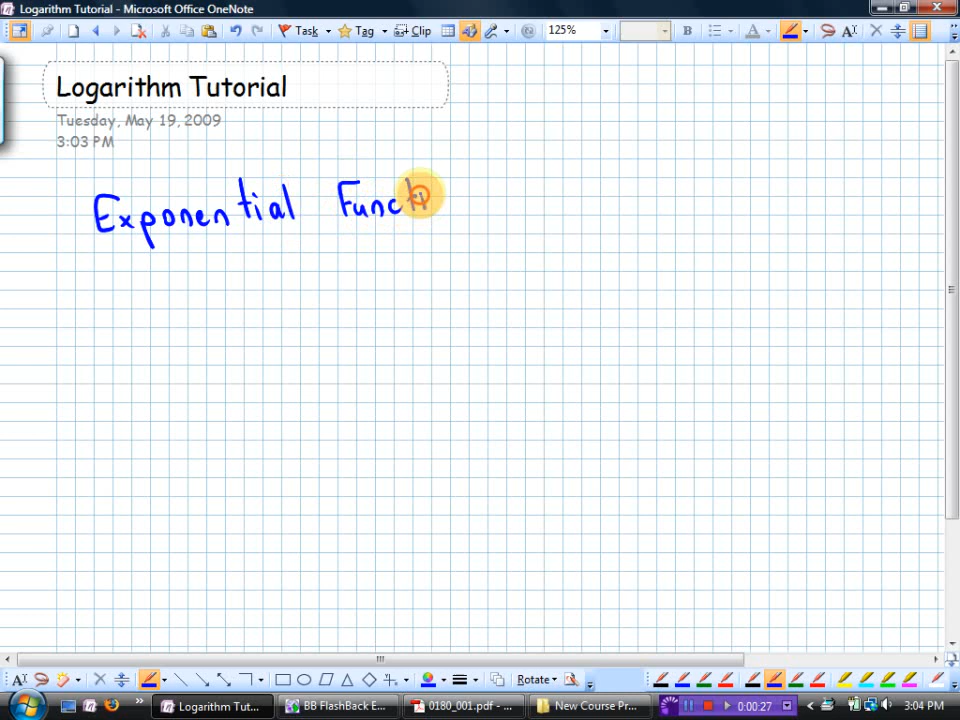 Logarithm Tutorial - Microsoft Office OneNote
Task Tag Clip 125% B A
Logarithm Tutorial
Tuesday, May 19, 2009
3:03 PM
Exponential Functi
Rotate
Logarithm Tut... BB FlashBack E... 0180_001.pdf - ... New Course Pr... 0:00:27 3:04 PM